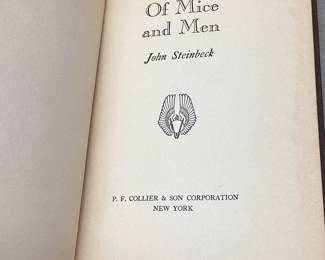 Of Mice
and Men
John Steinbeck
P. F. COLLIER & SON CORPORATION
NEW YORK